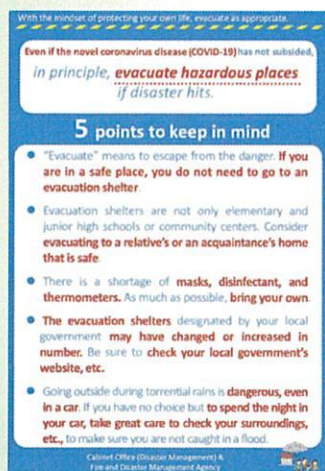 With the mindset of protecting your own life, evacuate as appropriate.
Even if the novel coronavirus disease (COVID-19) has not subsided,
in principle, evacuate hazardous places
if disaster hits.
5 points to keep in mind
● "Evacuate" means to escape from the danger. If you
are in a safe place, you do not need to go to an
evacuation shelter.
● Evacuation shelters are not only elementary and
junior high schools or community centers. Consider
evacuating to a relative's or an acquaintance's home
that is safe.
● There is a shortage of masks, disinfectant, and
thermometers. As much as possible, bring your own.
● The evacuation shelters designated by your local
government may have changed or increased in
number. Be sure to check your local government's
website, etc.
● Going outside during torrential rains is dangerous, even
in a car. If you have no choice but to spend the night in
your car, take great care to check your surroundings,
etc., to make sure you are not caught in a flood.
Cabinet Office (Disaster Management) &
Fire and Disaster Management Agency